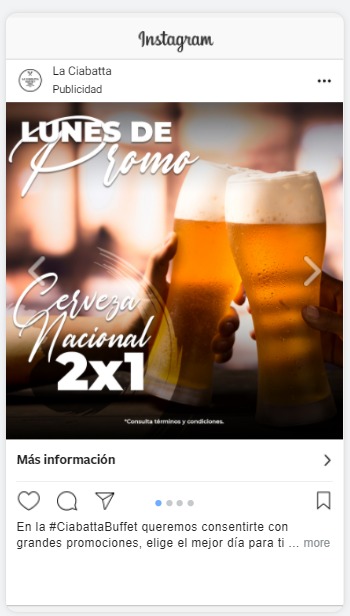 Instagram
La Ciabatta
Publicidad
LUNES DE
Promo
Cerveza
Nacional
2x1
*Consulta términos y condiciones.
Más información
En la #CiabattaBuffet queremos consentirte con
grandes promociones, elige el mejor día para ti ... more